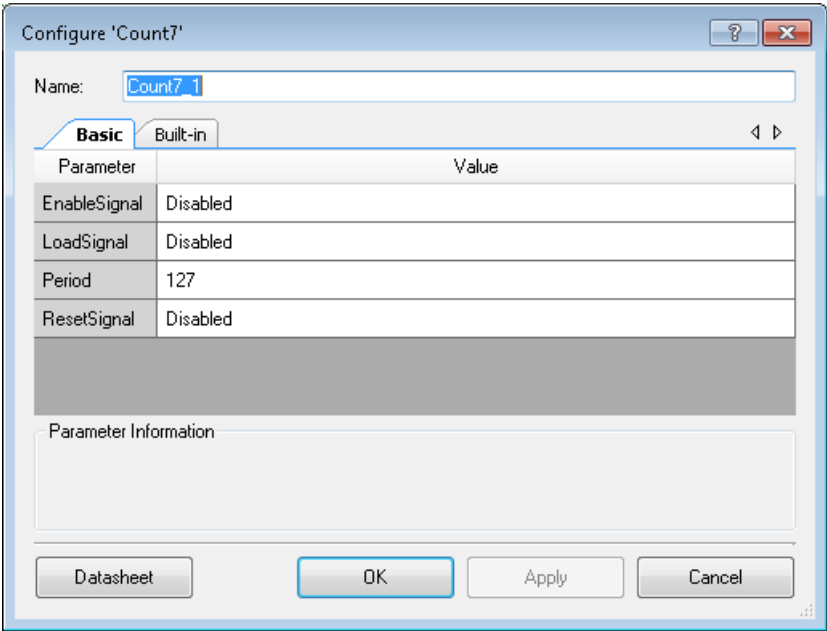 Configure 'Count7'
?
Name: Count7_1
Basic Built-in
Parameter Value
EnableSignal Disabled
LoadSignal Disabled
Period 127
ResetSignal Disabled
Parameter Information
Datasheet OK Apply Cancel